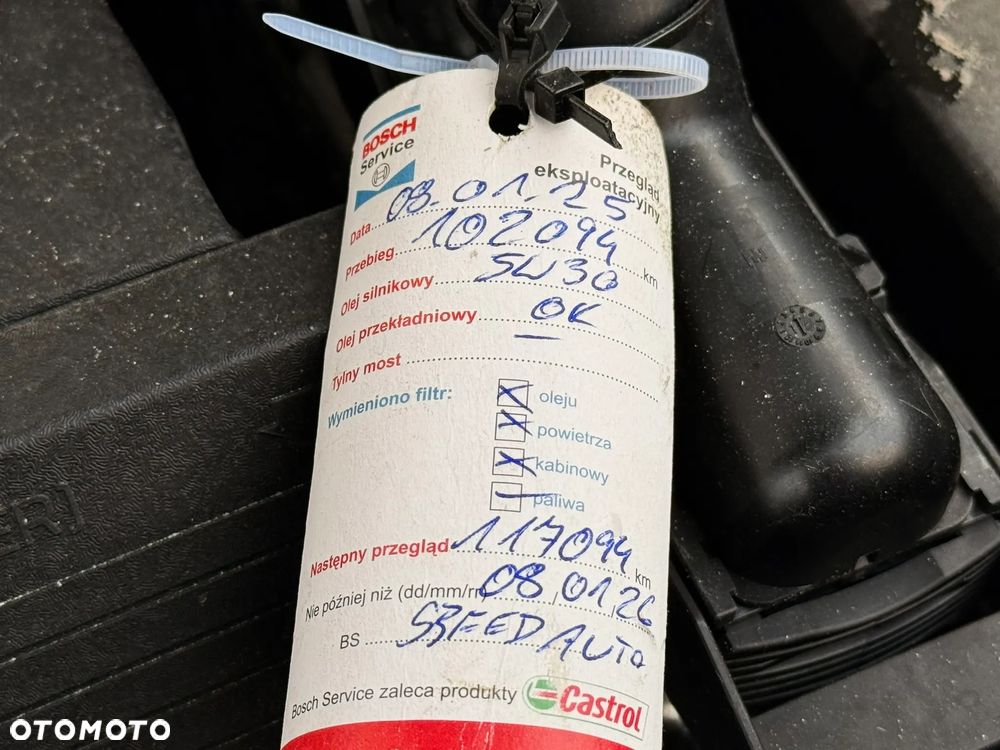 BOSCH
Service
Przegląd
eksploatacyjny
Data 08.01.25
Przebieg 102094 km
Olej silnikowy 5W30
Olej przekładniowy OK
Tylny most —
Wymieniono filtr:
oleju
powietrza
kabinowy
paliwa
Następny przegląd 117094 km
Nie później niż (dd/mm/rr 08/01/26
BS SPEED AUTO
Bosch Service zaleca produkty Castrol
OTOMOTO